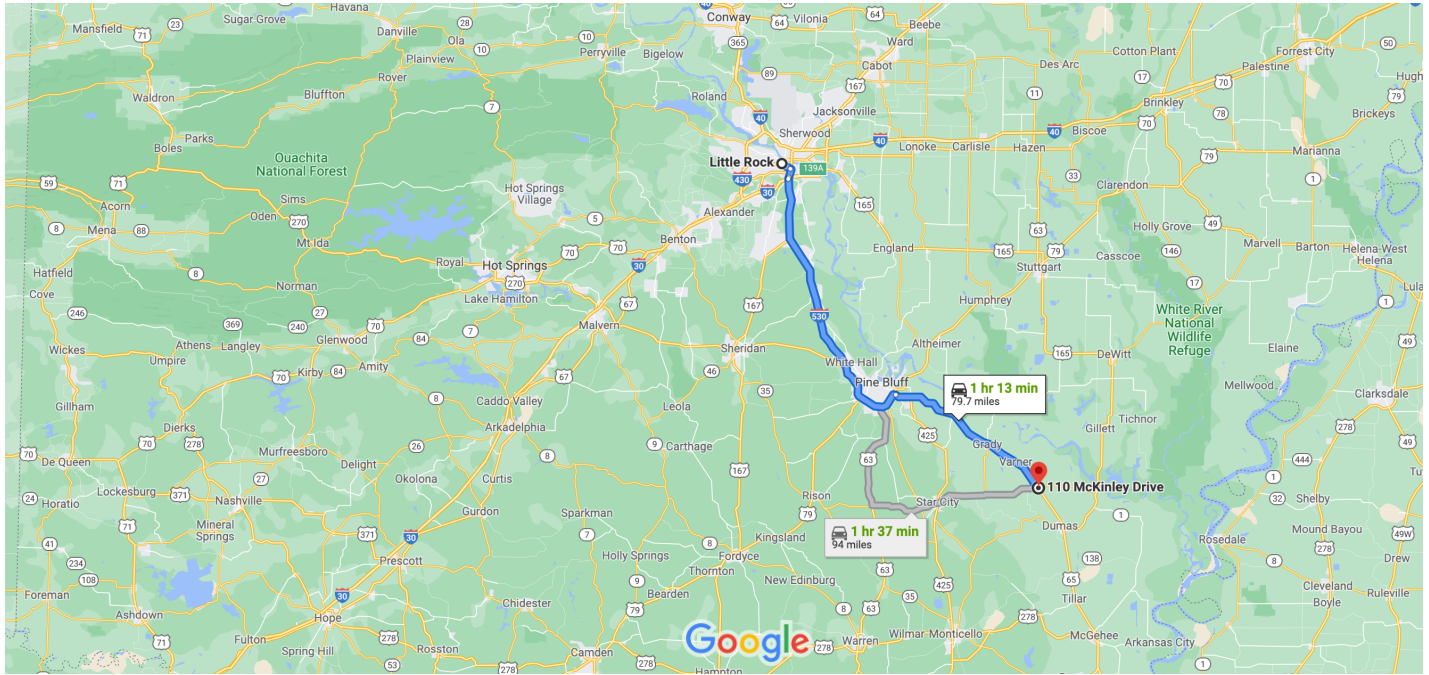 Havana
Conway
Vilonia
Sugar Grove
Mansfield
Danville
Ola
Perryville
Bigelow
Beebe
Ward
Cotton Plant
Forrest City
Plainview
Rover
Cabot
Des Arc
Palestine
Waldron
Bluffton
Roland
Jacksonville
Brinkley
Hugh
Brickeys
Parks
Boles
Sherwood
Biscoe
Ouachita
National Forest
Little Rock
139A
Lonoke
Carlisle
Hazen
Marianna
Hot Springs
Village
Clarendon
Acorn
Sims
Oden
Alexander
Mena
Mt Ida
Benton
England
Holly Grove
Marvell
Barton
Helena-West
Helena
Casscoe
Stuttgart
Hatfield
Royal
Hot Springs
Norman
Lake Hamilton
Cove
Lula
Humphrey
White River
National
Wildlife
Refuge
Malvern
Athens
Langley
Glenwood
Wickes
Umpire
Sheridan
Altheimer
DeWitt
Elaine
White Hall
Kirby
Amity
Pine Bluff
1 hr 13 min
79.7 miles
Mellwood
Clarksdale
Gillham
Caddo Valley
Leola
Tichnor
Gillett
Arkadelphia
Dierks
Carthage
Grady
Varner
De Queen
Murfreesboro
Delight
Okolona
Curtis
110 McKinley Drive
Lockesburg
Horatio
Nashville
Rison
Star City
Shelby
Gurdon
Sparkman
Dumas
Mineral
Springs
1 hr 37 min
94 miles
Kingsland
Rosedale
Mound Bayou
Holly Springs
Fordyce
Drew
Prescott
Thornton
New Edinburg
Cleveland
Foreman
Bearden
Tillar
Boyle
Ruleville
Ashdown
Hope
Chidester
Fulton
Spring Hill
Rosston
Camden
Google
Warren
Wilmar
Monticello
McGehee
Arkansas City
Hampton